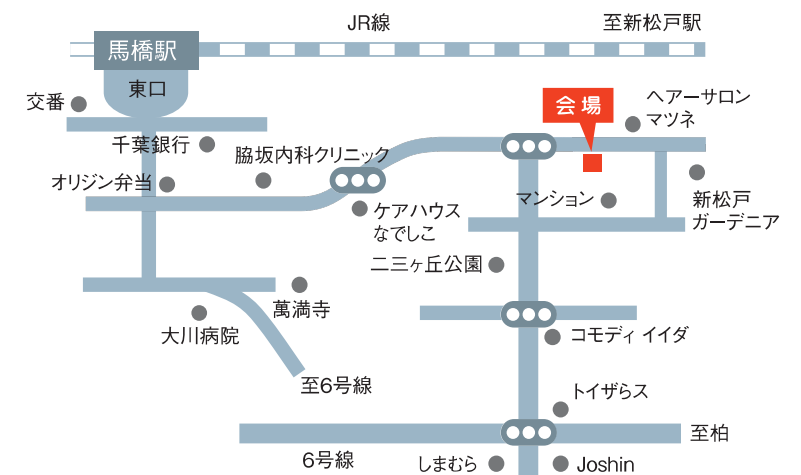 JR線
至新松戸駅
馬橋駅
東口
交番
千葉銀行
脇坂内科クリニック
オリジン弁当
ケアハウス
なでしこ
会場
ヘアーサロン
マツネ
マンション
新松戸
ガーデニア
二三ヶ丘公園
萬満寺
大川病院
コモディイイダ
至6号線
トイザらス
至柏
6号線
しまむら
Joshin